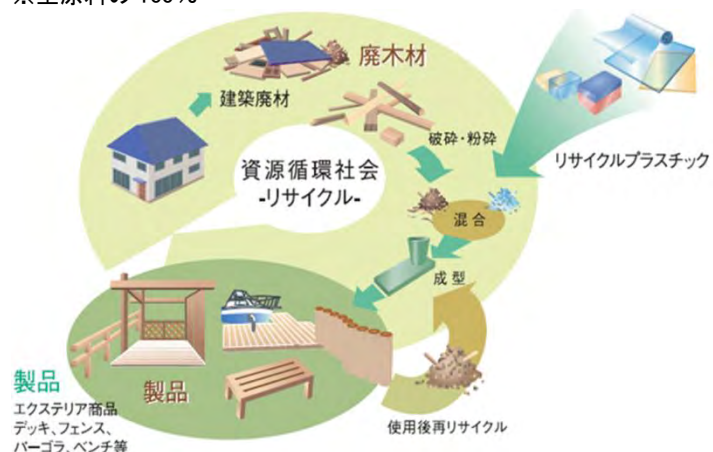 廃木材
建築廃材
破砕・粉砕
リサイクルプラスチック
資源循環社会
-リサイクル-
混合
成型
製品
製品
エクステリア商品
デッキ、フェンス、
パーゴラ、ベンチ等
使用後再リサイクル